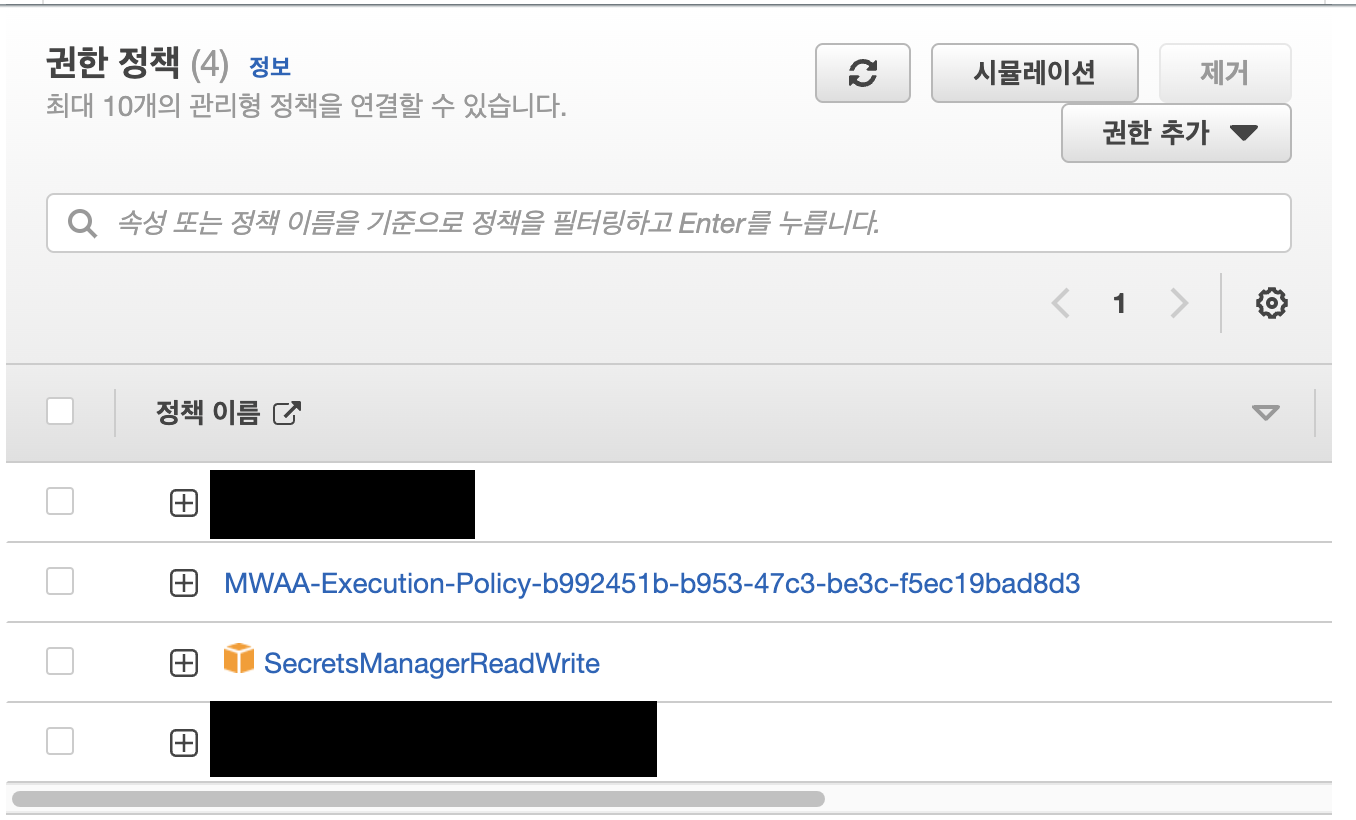 권한 정책 (4) 정보
최대 10개의 관리형 정책을 연결할 수 있습니다.
시뮬레이션
제거
권한 추가
속성 또는 정책 이름을 기준으로 정책을 필터링하고 Enter를 누릅니다.
1
정책 이름
MWAA-Execution-Policy-b992451b-b953-47c3-be3c-f5ec19bad8d3
SecretsManagerReadWrite